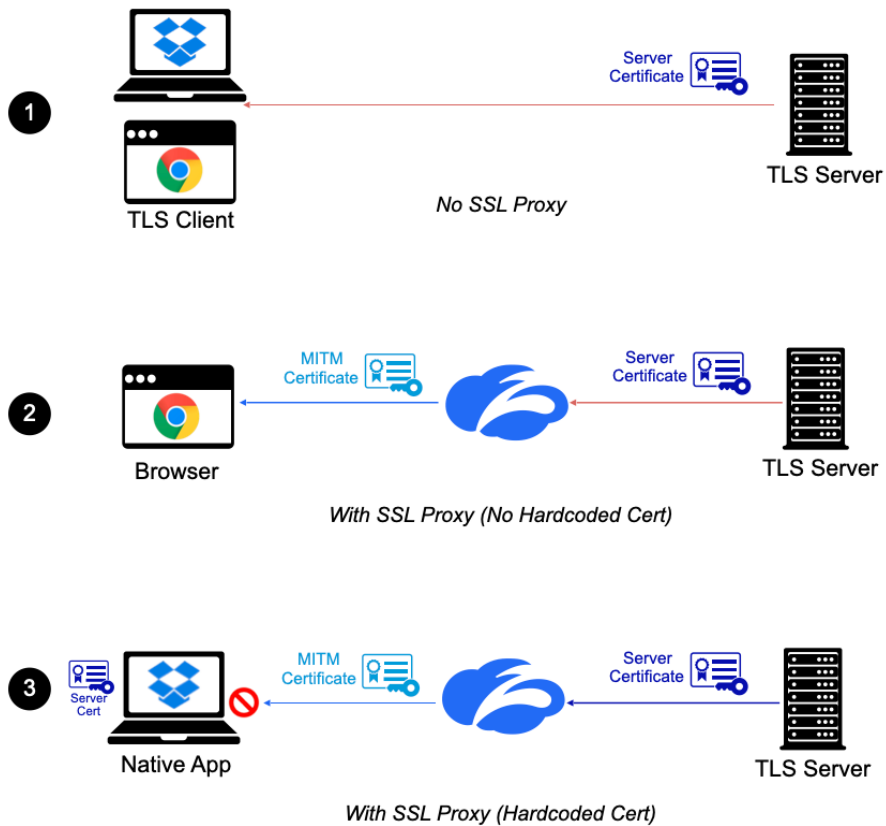 1
Server
Certificate
TLS Server
TLS Client
No SSL Proxy
2
MITM
Certificate
Server
Certificate
Browser
TLS Server
With SSL Proxy (No Hardcoded Cert)
3
Server
Cert
MITM
Certificate
Server
Certificate
Native App
TLS Server
With SSL Proxy (Hardcoded Cert)